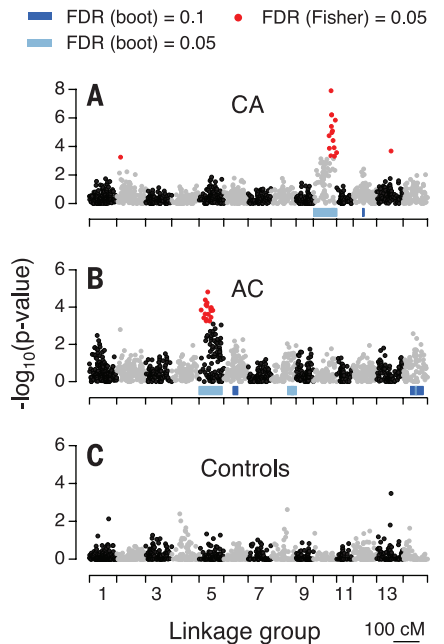 FDR (boot) = 0.1
FDR (Fisher) = 0.05
FDR (boot) = 0.05
A
CA
8
6
4
2
0
B
AC
6
4
2
0
-log10(p-value)
C
Controls
6
4
2
0
1 3 5 7 9 11 13
Linkage group
100 cM